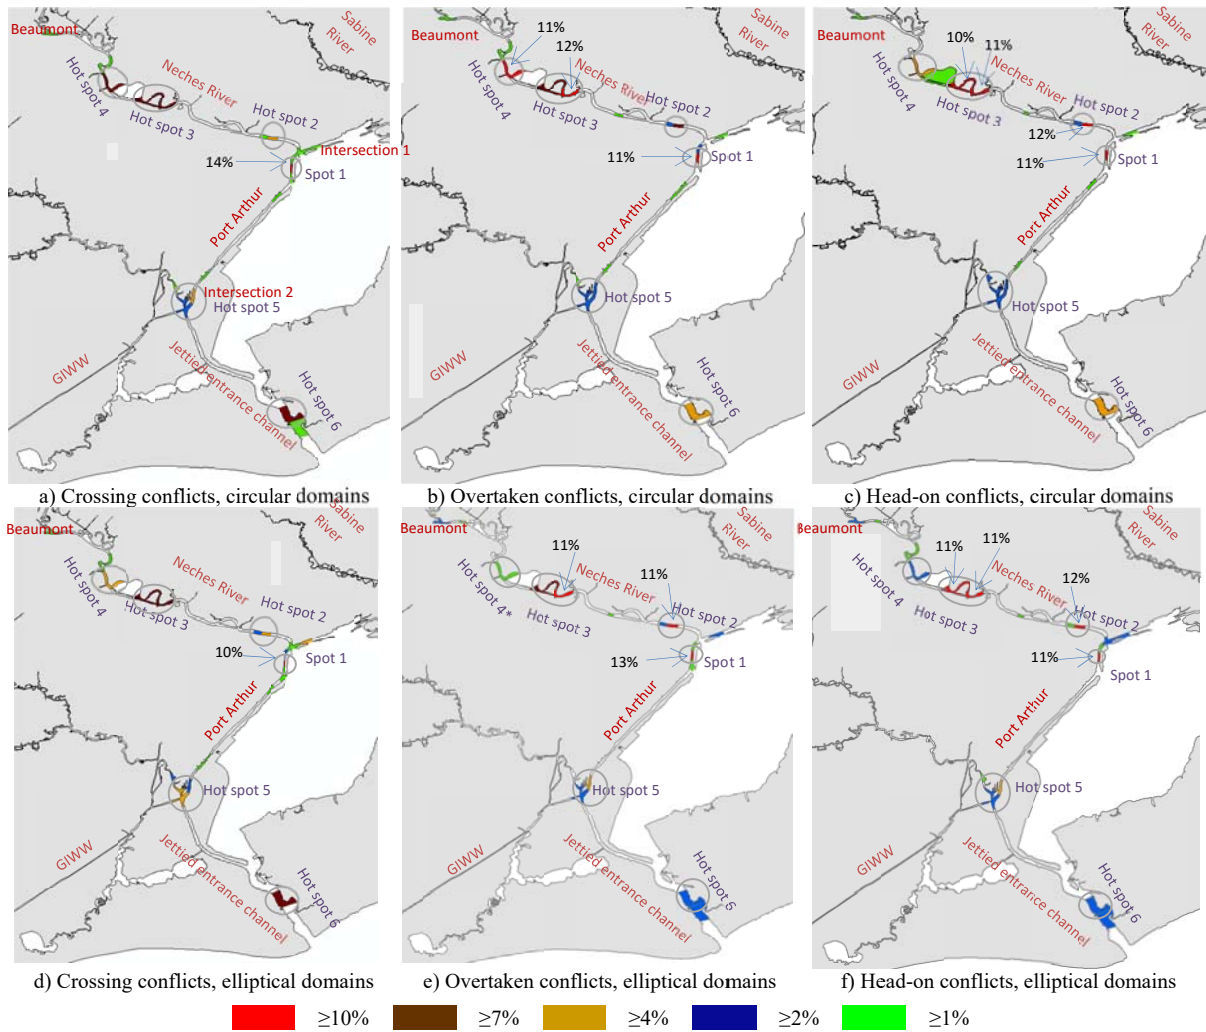 Beaumont
Sabine
River
Neches River
Hot spot 4
Hot spot 3
Hot spot 2
Intersection 1
14%
Spot 1
Port Arthur
Intersection 2
Hot spot 5
GIWW
Jettied entrance channel
Hot spot 6
a) Crossing conflicts, circular domains
Beaumont
11%
12%
Sabine
River
Neches River
Hot spot 4
Hot spot 3
Hot spot 2
11%
Spot 1
Port Arthur
Hot spot 5
GIWW
Jettied entrance channel
Hot spot 6
b) Overtaken conflicts, circular domains
Beaumont
10%
11%
Sabine
River
Neches River
Hot spot 4
Hot spot 3
Hot spot 2
12%
11%
Spot 1
Port Arthur
Hot spot 5
GIWW
Jettied entrance channel
Hot spot 6
c) Head-on conflicts, circular domains
Beaumont
Sabine
River
Neches River
Hot spot 4
Hot spot 3
Hot spot 2
10%
Spot 1
Port Arthur
Hot spot 5
GIWW
Jettied entrance channel
Hot spot 6
d) Crossing conflicts, elliptical domains
Beaumont
11%
Sabine
River
Neches River
11%
Hot spot 4*
Hot spot 3
Hot spot 2
13%
Spot 1
Port Arthur
Hot spot 5
GIWW
Jettied entrance channel
Hot spot 6
e) Overtaken conflicts, elliptical domains
Beaumont
11%
11%
Sabine
River
Neches River
12%
Hot spot 4
Hot spot 3
Hot spot 2
11%
Spot 1
Port Arthur
Hot spot 5
GIWW
Jettied entrance channel
Hot spot 6
f) Head-on conflicts, elliptical domains
≥10% ≥7% ≥4% ≥2% ≥1%